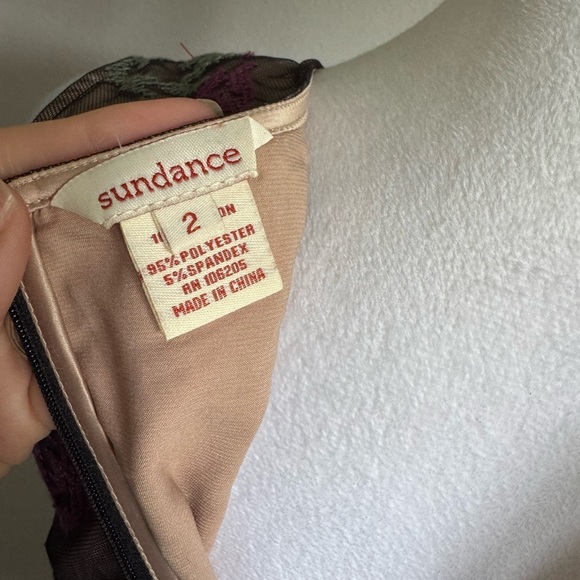 sundance
2
95% POLYESTER
5% SPANDEX
RN 106205
MADE IN CHINA